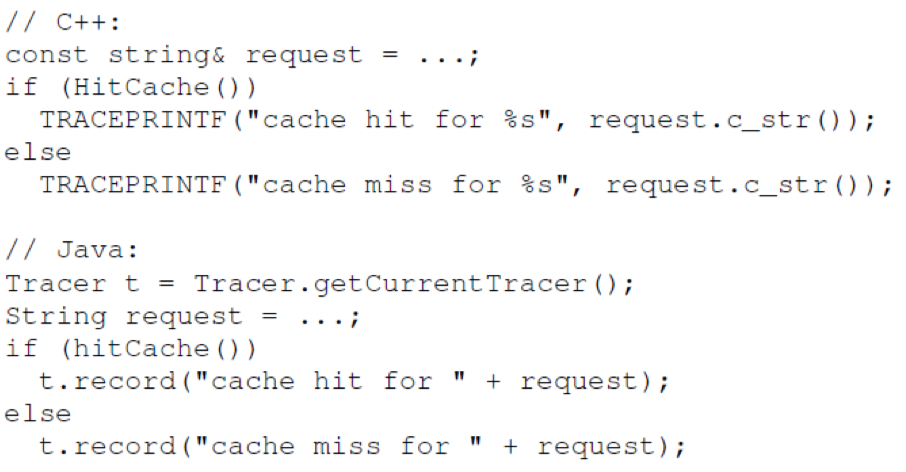 // C++:
const string& request = ...;
if (HitCache())
  TRACEPRINTF("cache hit for %s", request.c_str());
else
  TRACEPRINTF("cache miss for %s", request.c_str());

// Java:
Tracer t = Tracer.getCurrentTracer();
String request = ...;
if (hitCache())
  t.record("cache hit for " + request);
else
  t.record("cache miss for " + request);